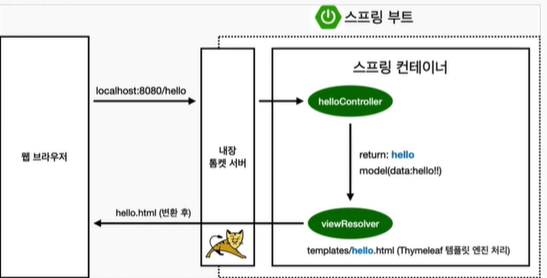 스프링 부트
스프링 컨테이너
localhost:8080/hello
helloController
웹 브라우저
내장
톰켓 서버
return: hello
model(data:hello!!)
hello.html (변환 후)
viewResolver
templates/hello.html (Thymeleaf 템플릿 엔진 처리)